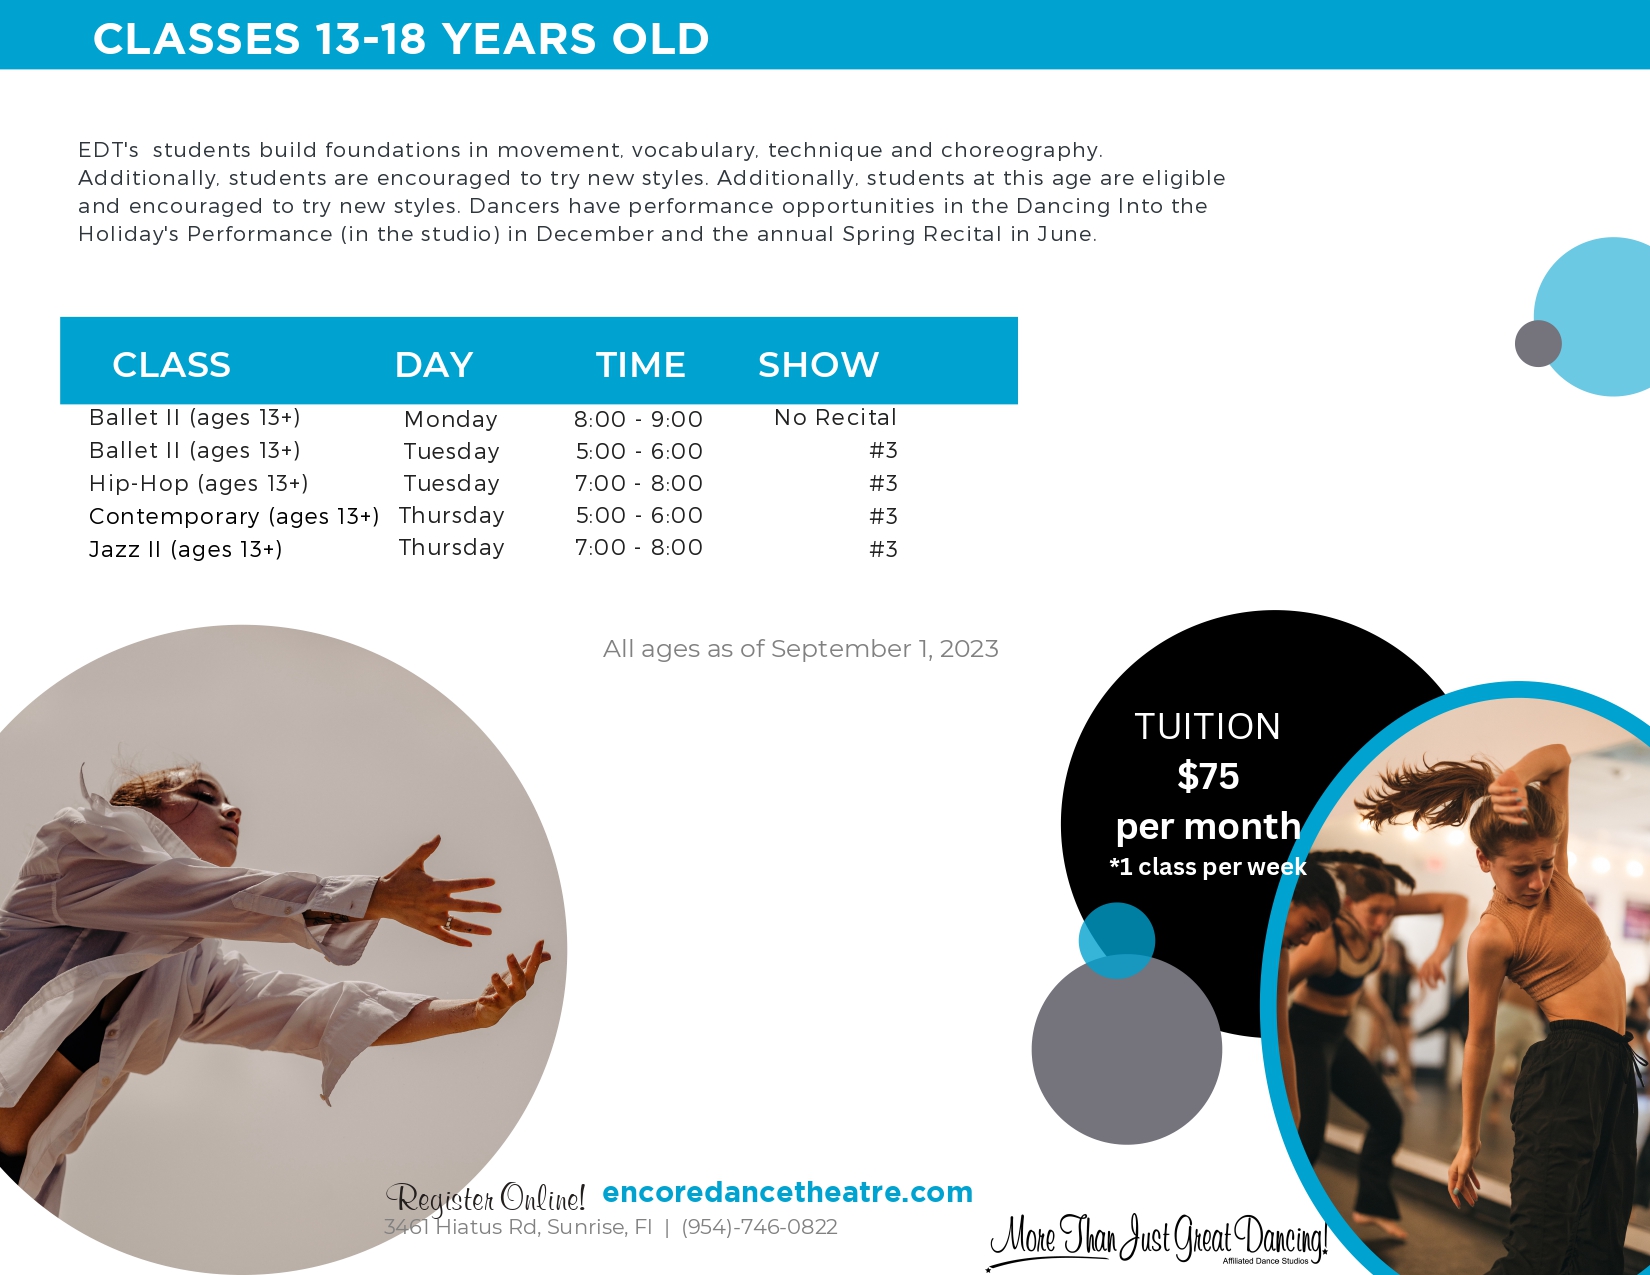 CLASSES 13-18 YEARS OLD
EDT's students build foundations in movement, vocabulary, technique and choreography.
Additionally, students are encouraged to try new styles. Additionally, students at this age are eligible
and encouraged to try new styles. Dancers have performance opportunities in the Dancing Into the
Holiday's Performance (in the studio) in December and the annual Spring Recital in June.
CLASS DAY TIME SHOW
Ballet II (ages 13+) Monday 8:00 - 9:00 No Recital
Ballet II (ages 13+) Tuesday 5:00 - 6:00 #3
Hip-Hop (ages 13+) Tuesday 7:00 - 8:00 #3
Contemporary (ages 13+) Thursday 5:00 - 6:00 #3
Jazz II (ages 13+) Thursday 7:00 - 8:00 #3
All ages as of September 1, 2023
TUITION
$75
per month
*1 class per week
Register Online! encoredancetheatre.com
3461 Hiatus Rd, Sunrise, Fl | (954)-746-0822
More Than Just Great Dancing!
Affiliated Dance Studios